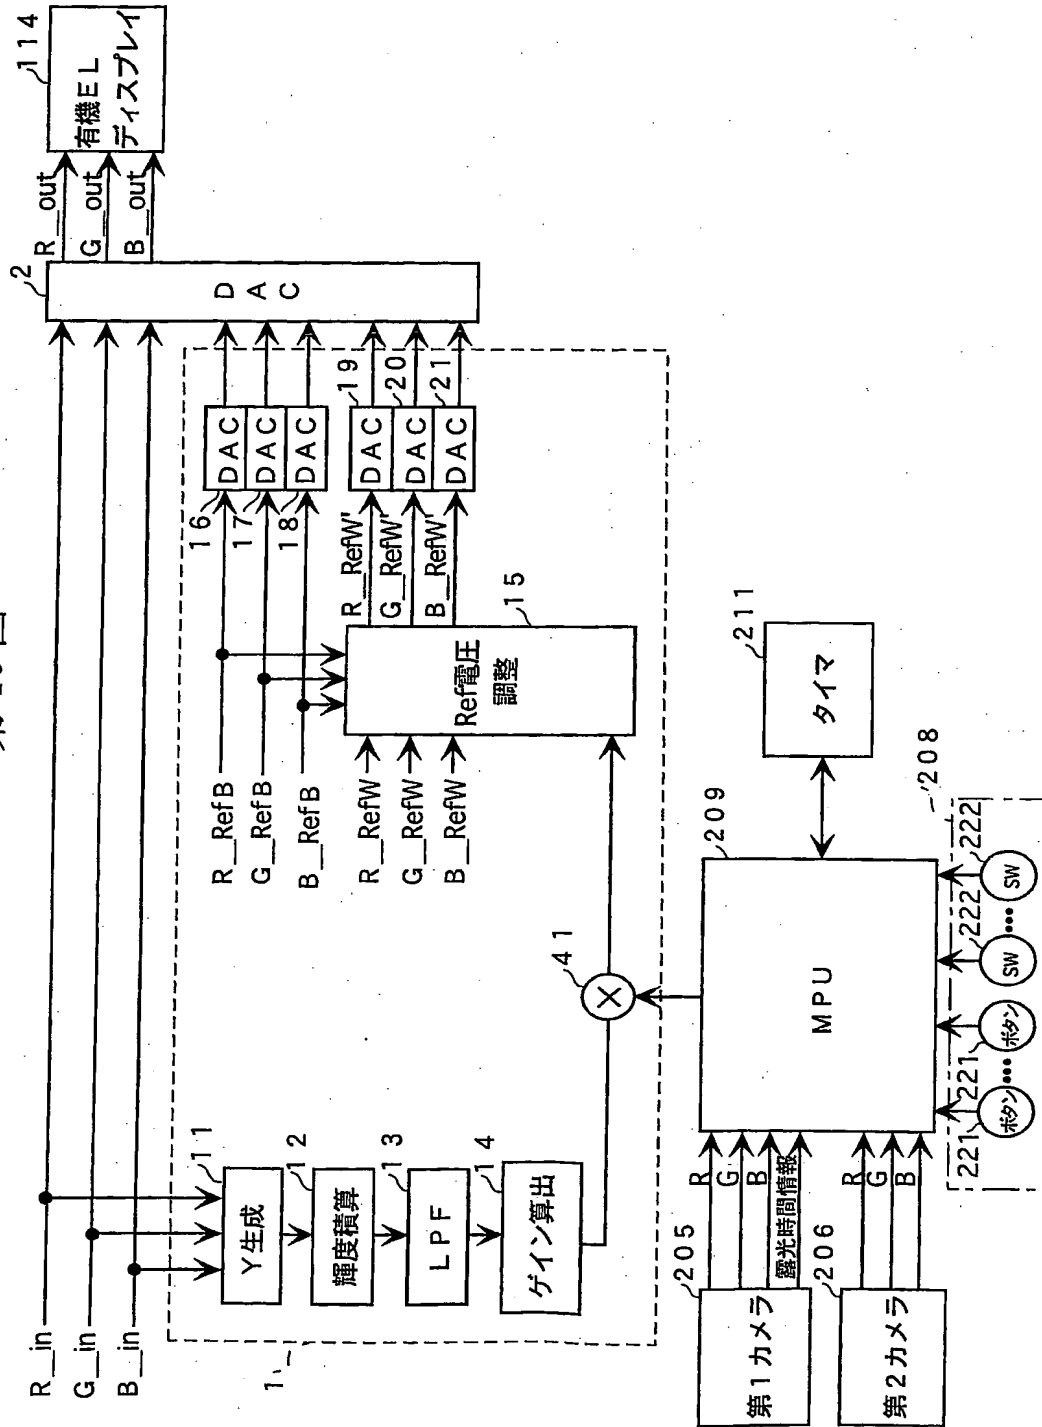 R_in
G_in
B_in
1
Y生成
11
輝度積算
12
LPF
13
ゲイン算出
14
41
R_RefB
G_RefB
B_RefB
R_RefW
G_RefW
B_RefW
Ref電圧
調整
15
R_RefW'
G_RefW'
B_RefW'
16
17
18
DAC
DAC
DAC
19
20
21
DAC
DAC
DAC
2
DAC
R_out
G_out
B_out
114
有機EL
ディスプレイ
第1カメラ
205
R
G
B
露光時間情報
第2カメラ
206
R
G
B
MPU
209
タイマ
211
208
ボタン
221
ボタン
221
SW
222
SW
222